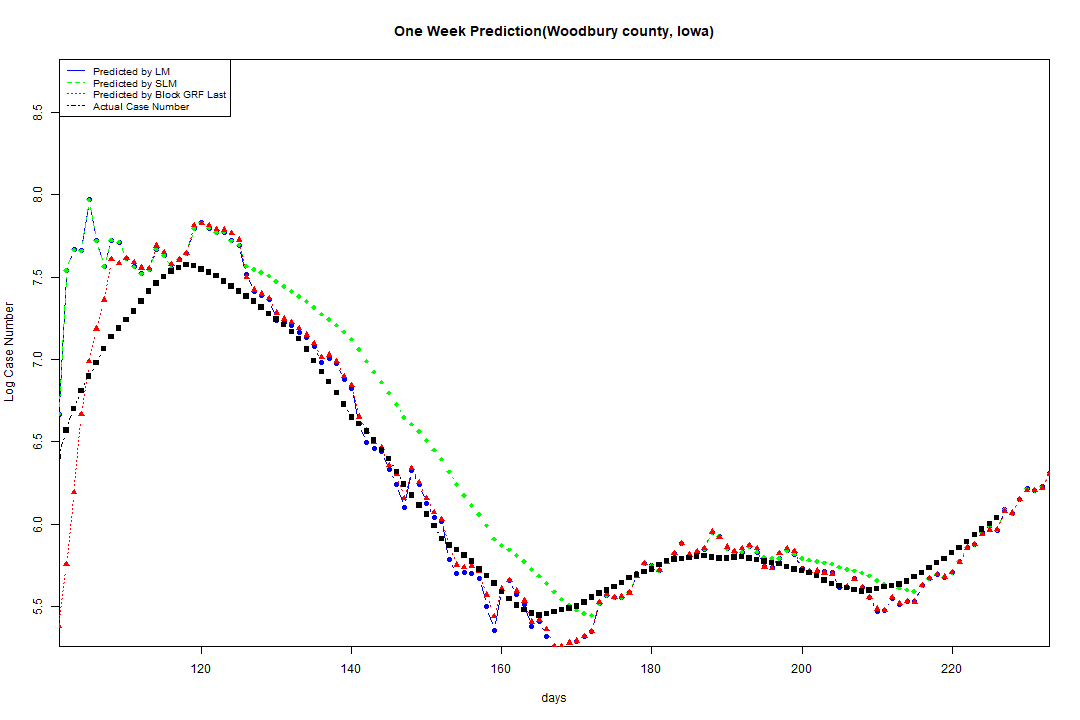 One Week Prediction(Woodbury county, Iowa)
Predicted by LM
Predicted by SLM
Predicted by Block GRF Last
Actual Case Number
8.5
8.0
7.5
7.0
6.5
6.0
5.5
Log Case Number
120 140 160 180 200 220
days